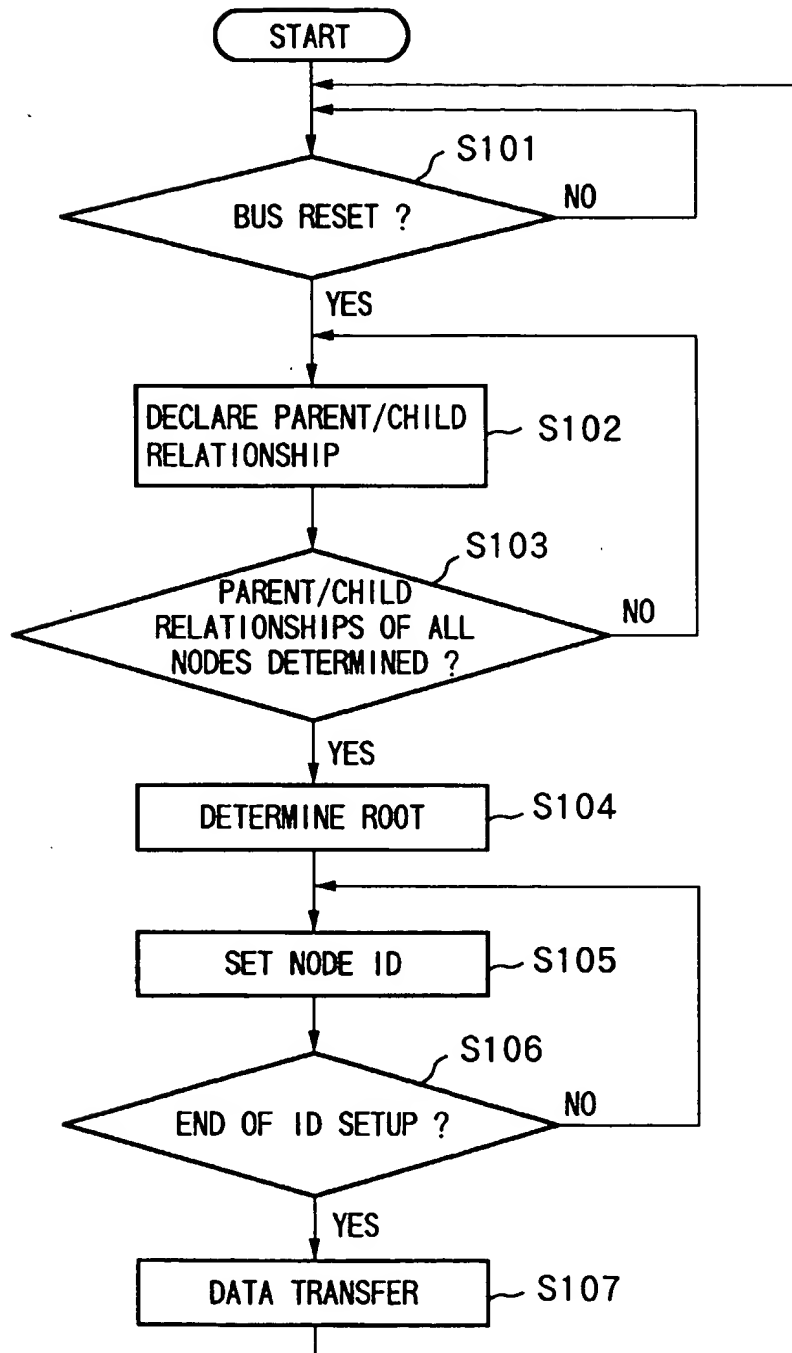 START
S101
BUS RESET ?
NO
YES
DECLARE PARENT/CHILD
RELATIONSHIP
S102
S103
PARENT/CHILD
RELATIONSHIPS OF ALL
NODES DETERMINED ?
NO
YES
DETERMINE ROOT
S104
SET NODE ID
S105
S106
END OF ID SETUP ?
NO
YES
DATA TRANSFER
S107